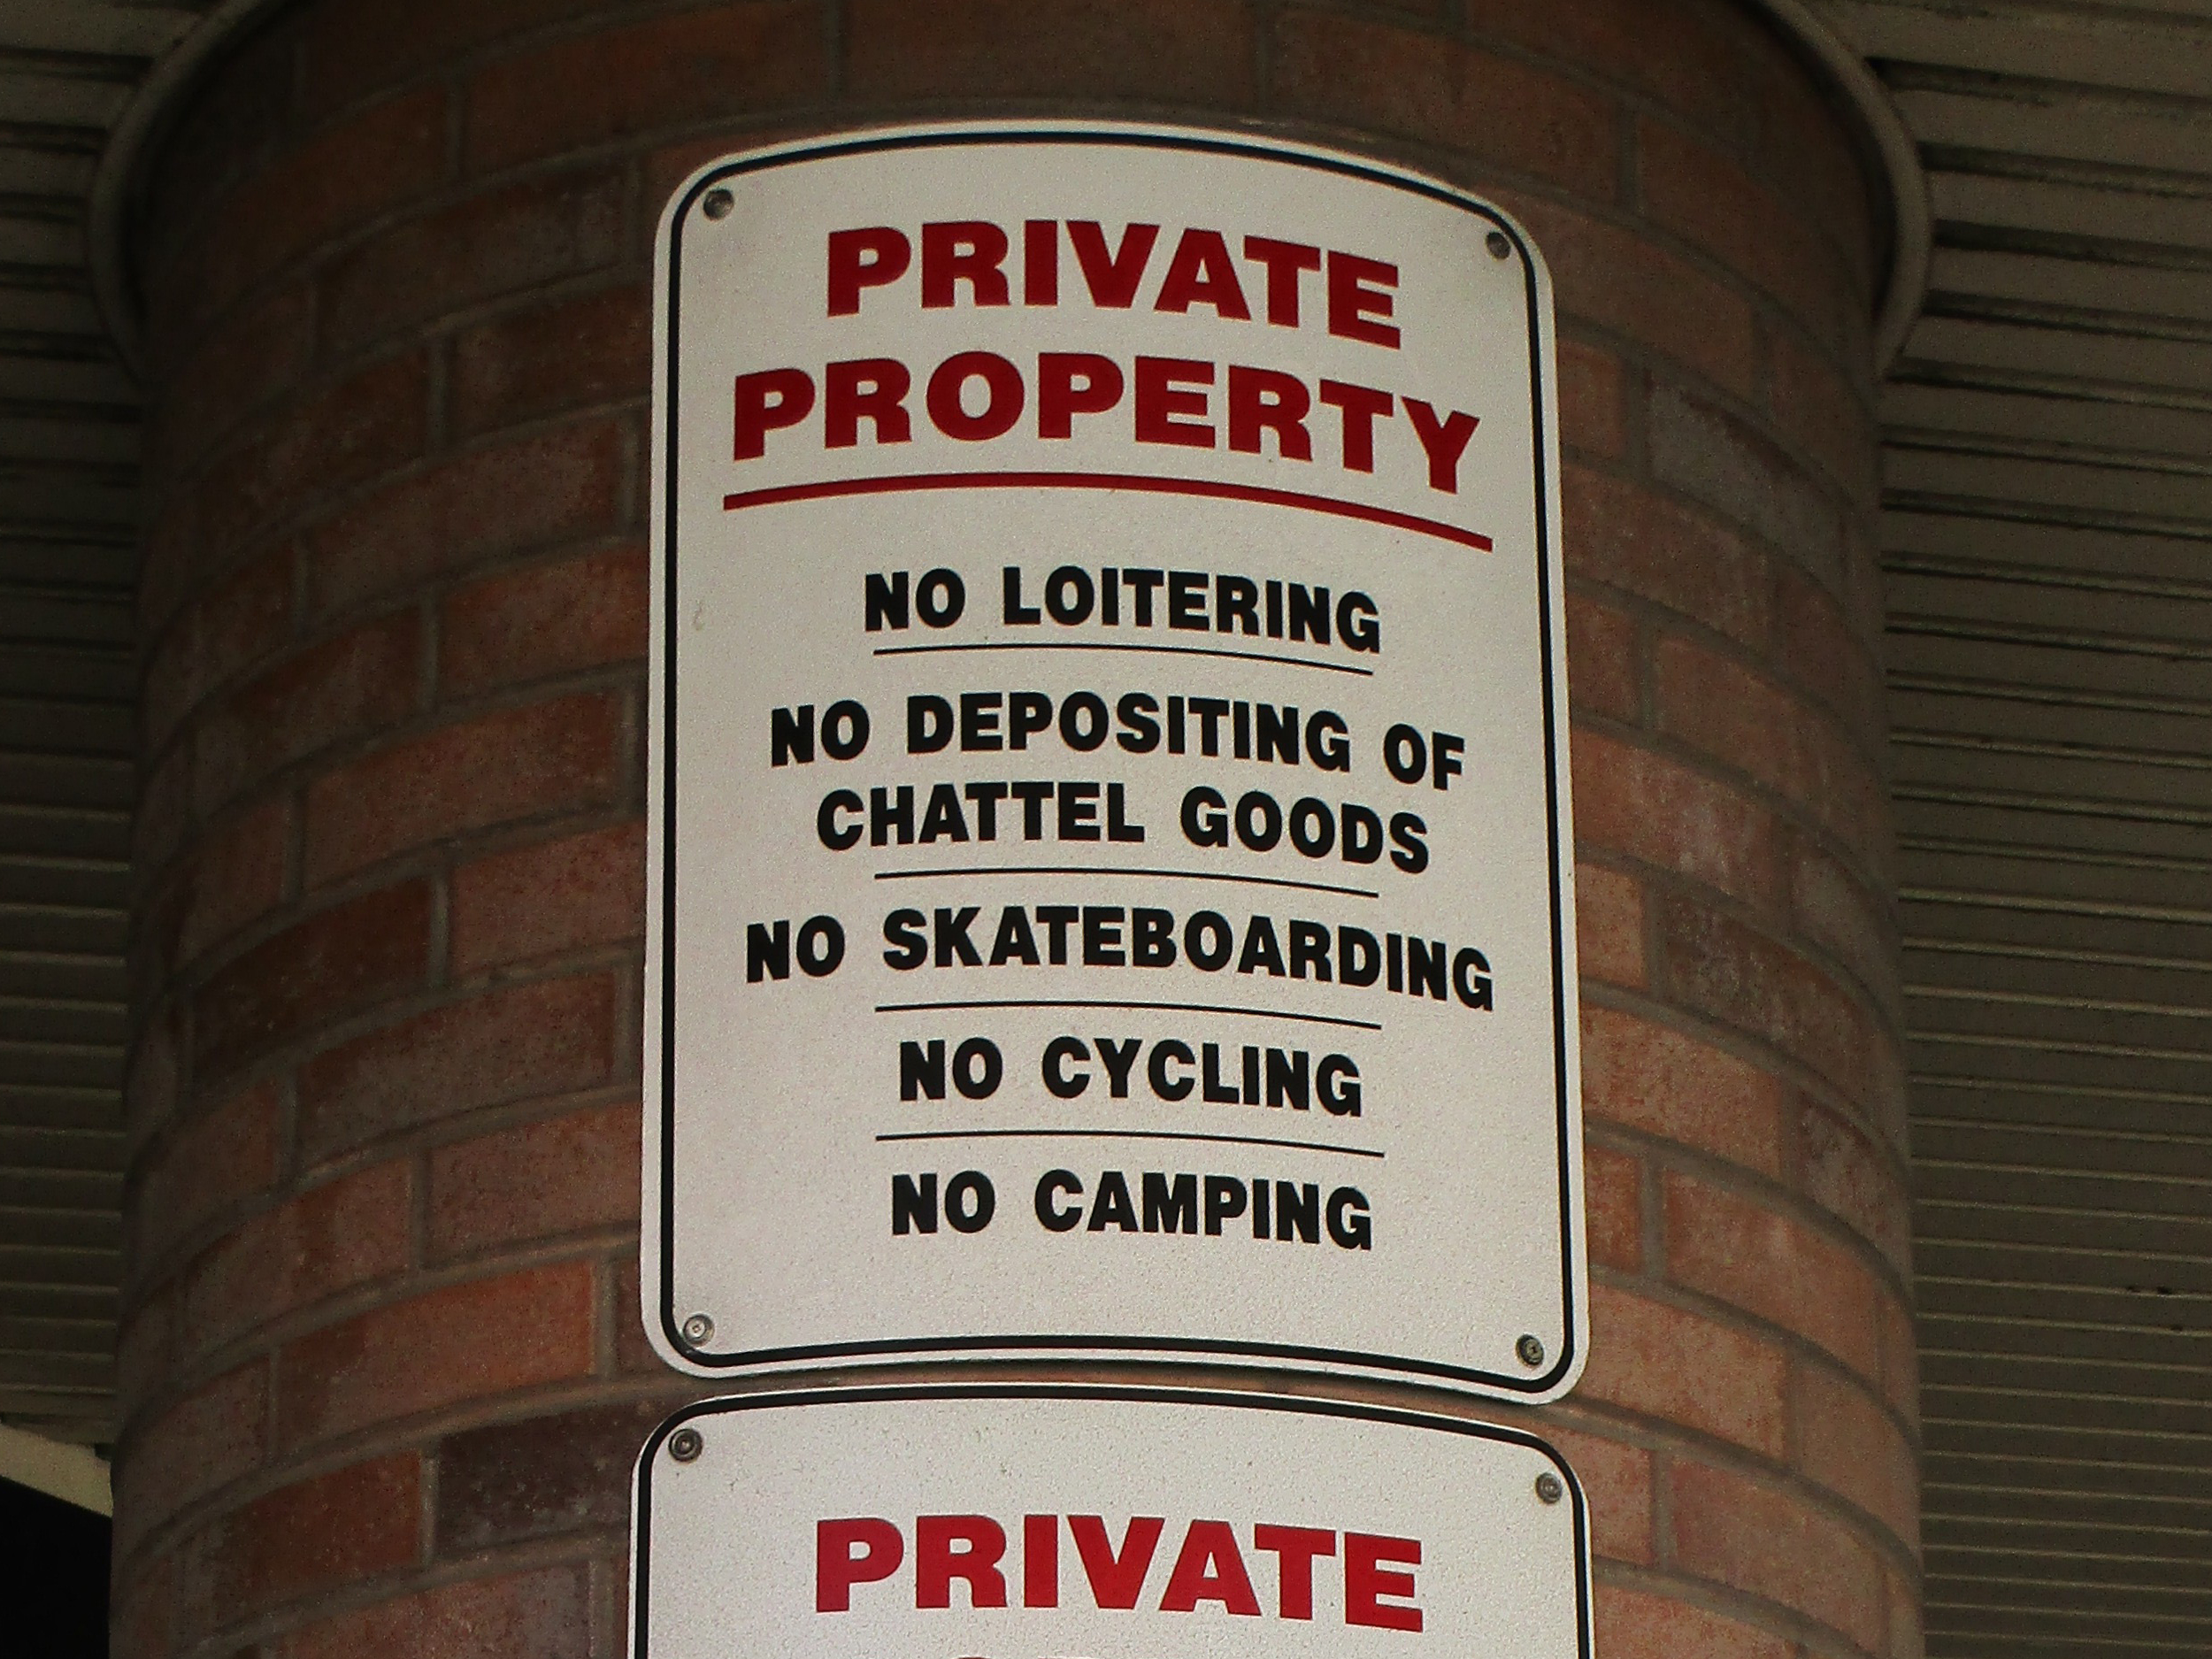 PRIVATE
PROPERTY
NO LOITERING
NO DEPOSITING OF
CHATTEL GOODS
NO SKATEBOARDING
NO CYCLING
NO CAMPING
PRIVATE